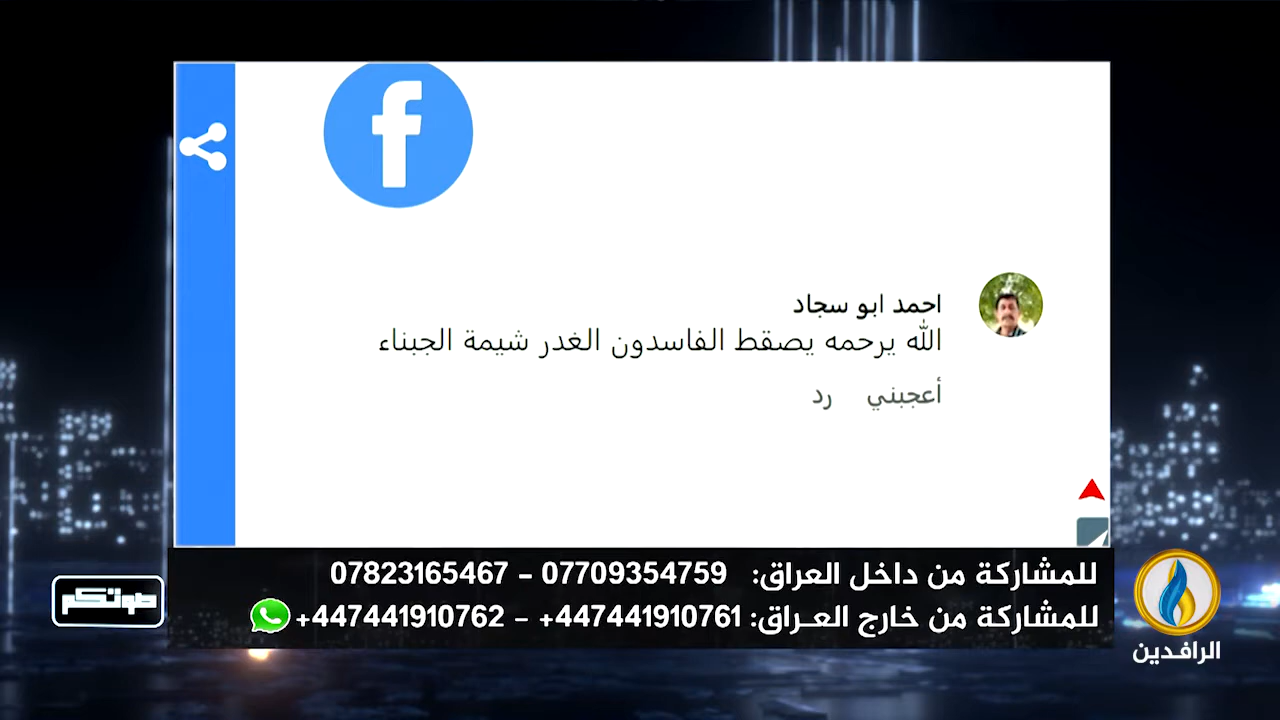 احمد ابو سجاد
الله يرحمه يصقط الفاسدون الغدر شيمة الجبناء
أعجبني رد
للمشاركة من داخل العراق: 07709354759 - 07823165467
للمشاركة من خارج العـراق: 447441910761+ - 447441910762+
صوتكم
الرافدين